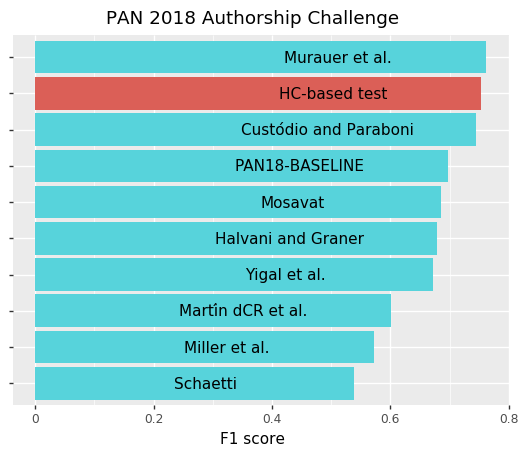 PAN 2018 Authorship Challenge
Murauer et al.
HC-based test
Custódio and Paraboni
PAN18-BASELINE
Mosavat
Halvani and Graner
Yigal et al.
Martín dCR et al.
Miller et al.
Schaetti
0 0.2 0.4 0.6 0.8
F1 score